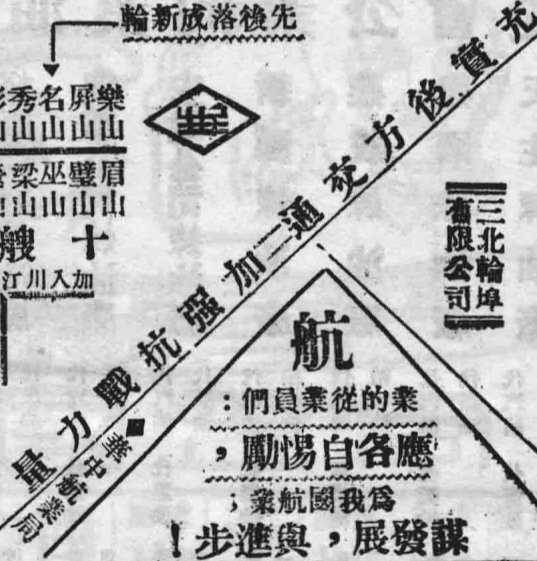 先後落成新輪
樂山 屏山 名山 秀山
眉山 璧山 巫山 梁山
十艘
加入川江
充實後方交通—加强抗戰力量
三北輪埠
有限公司
華中航業局
航
業的從業員們：
應各自惕勵，
爲我國航業；
謀發展，與進步！